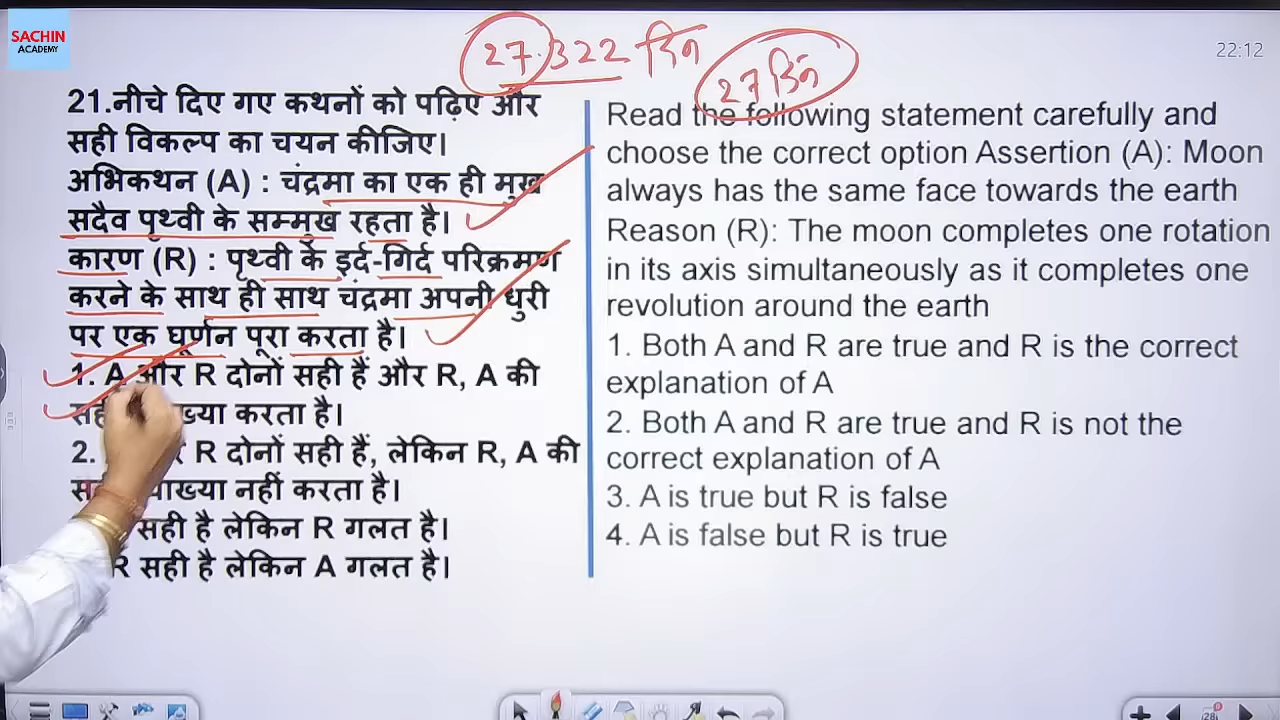 SACHIN
ACADEMY
27.322 दिन
27 दिन
22:12
21.नीचे दिए गए कथनों को पढ़िए और
सही विकल्प का चयन कीजिए।
अभिकथन (A) : चंद्रमा का एक ही मुख
सदैव पृथ्वी के सम्मुख रहता है।
कारण (R) : पृथ्वी के इर्द-गिर्द परिक्रमण
करने के साथ ही साथ चंद्रमा अपनी धुरी
पर एक घूर्णन पूरा करता है।
1. A और R दोनों सही हैं और R, A की
करता है।
2. R दोनों सही हैं, लेकिन R, A की
नहीं करता है।
सही है लेकिन R गलत है।
R सही है लेकिन A गलत है।
Read the following statement carefully and
choose the correct option Assertion (A): Moon
always has the same face towards the earth
Reason (R): The moon completes one rotation
in its axis simultaneously as it completes one
revolution around the earth
1. Both A and R are true and R is the correct
explanation of A
2. Both A and R are true and R is not the
correct explanation of A
3. A is true but R is false
4. A is false but R is true